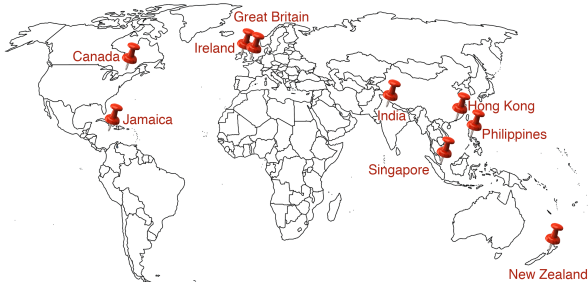 Great Britain
Ireland
Canada
Hong Kong
India
Jamaica
Philippines
Singapore
New Zealand